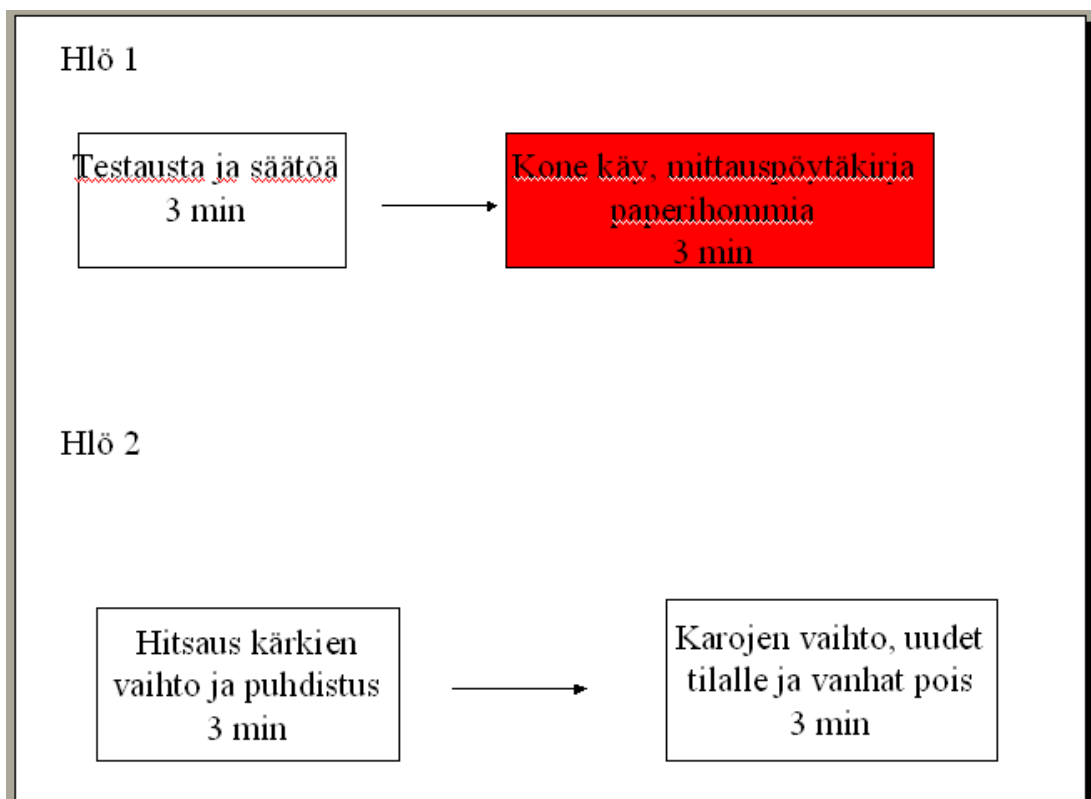 Hlö 1
Testausta ja säätöä
3 min
Kone käy, mittauspöytäkirja
paperihommia
3 min
Hlö 2
Hitsaus kärkien
vaihto ja puhdistus
3 min
Karojen vaihto, uudet
tilalle ja vanhat pois
3 min